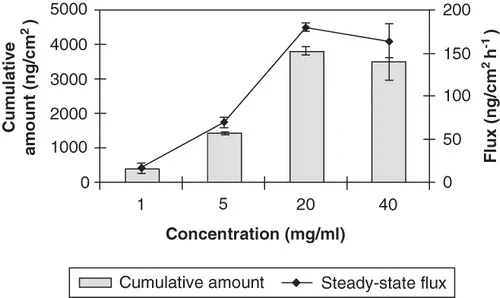 Cumulative
amount (ng/cm²)
5000
4000
3000
2000
1000
0
200
150
100
50
0
Flux (ng/cm² h⁻¹)
1 5 20 40
Concentration (mg/ml)
Cumulative amount Steady-state flux